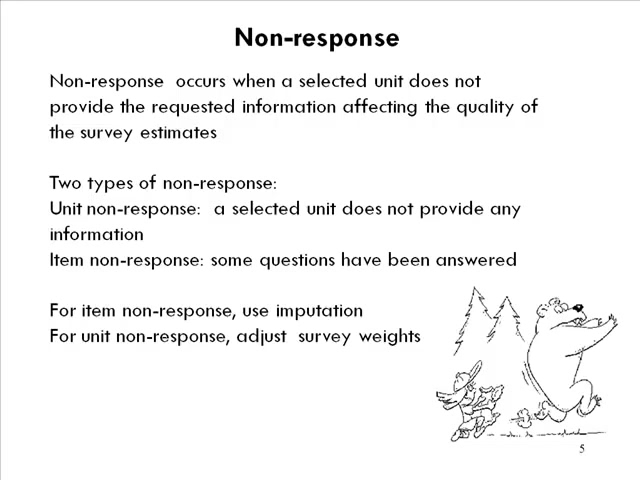 Non-response
Non-response occurs when a selected unit does not
provide the requested information affecting the quality of
the survey estimates
Two types of non-response:
Unit non-response: a selected unit does not provide any
information
Item non-response: some questions have been answered
For item non-response, use imputation
For unit non-response, adjust survey weights
5